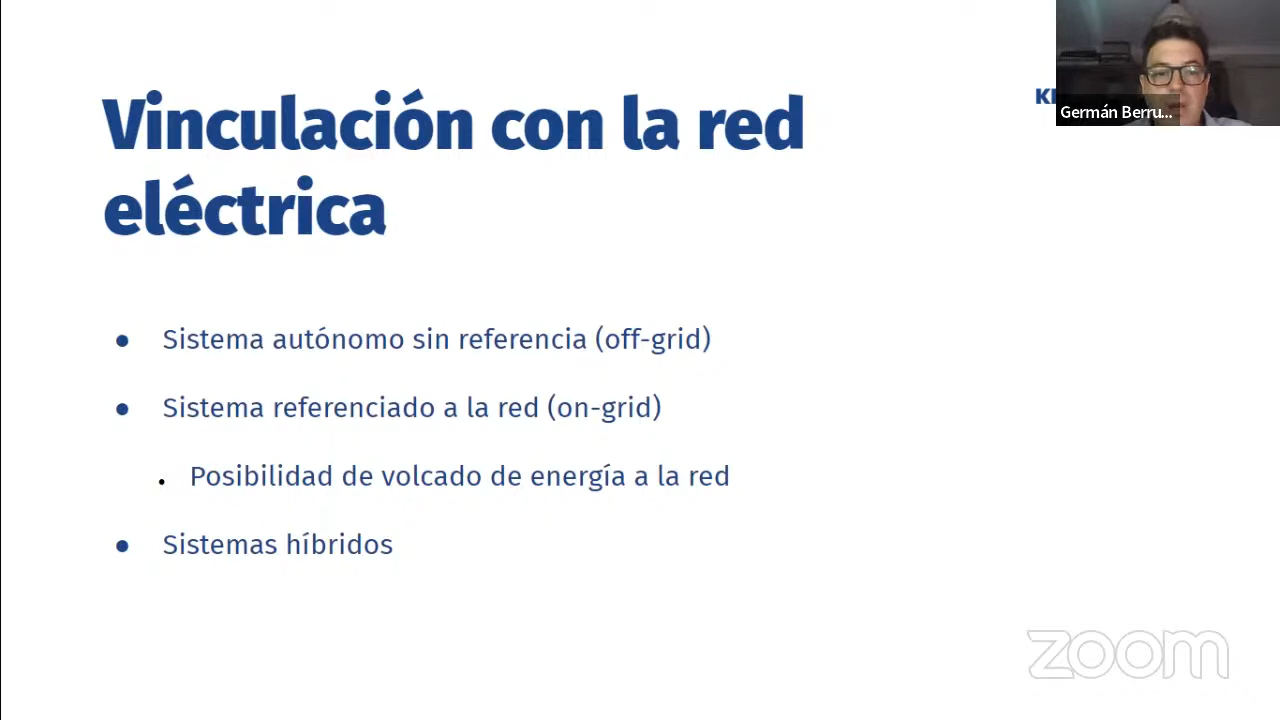 Vinculación con la red
eléctrica
Germán Berru...
● Sistema autónomo sin referencia (off-grid)
● Sistema referenciado a la red (on-grid)
• Posibilidad de volcado de energía a la red
● Sistemas híbridos
zoom